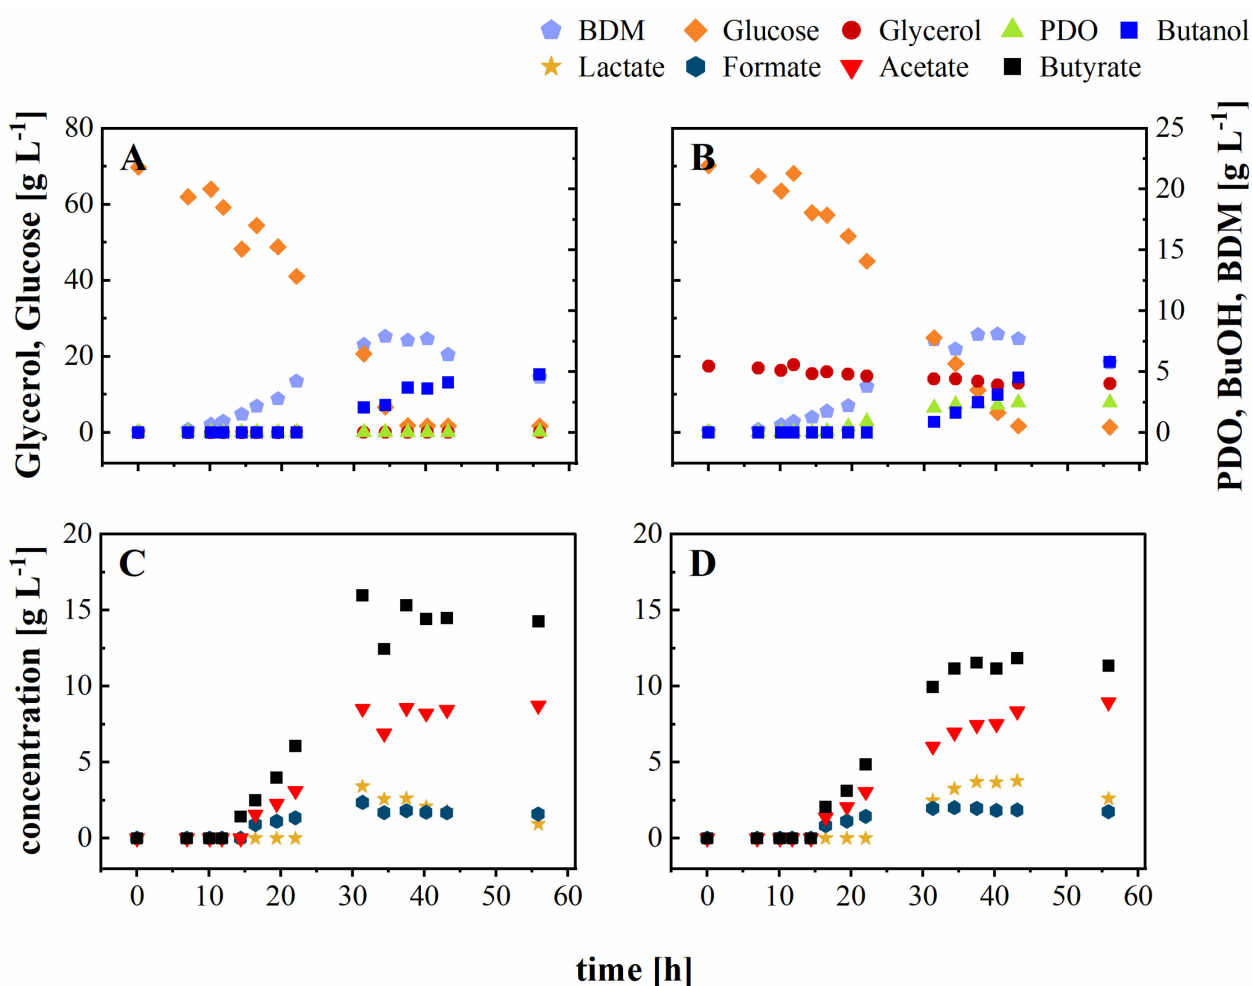 BDM Glucose Glycerol PDO Butanol
Lactate Formate Acetate Butyrate
Glycerol, Glucose [g L⁻¹]
80
60
40
20
0
A
B
25
20
15
10
5
0
PDO, BuOH, BDM [g L⁻¹]
concentration [g L⁻¹]
20
15
10
5
0
C
0 10 20 30 40 50 60
20
15
10
5
0
D
0 10 20 30 40 50 60
time [h]